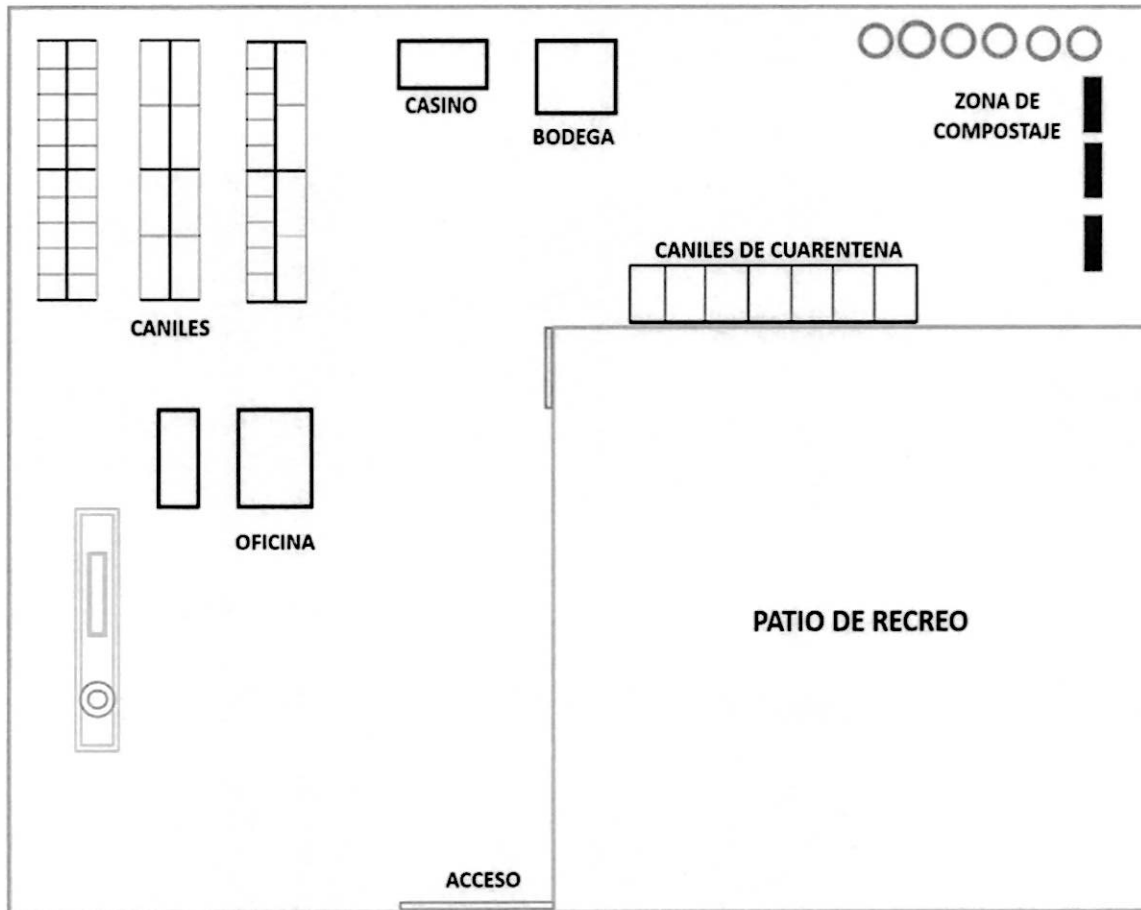 CASINO
BODEGA
ZONA DE
COMPOSTAJE
CANILES DE CUARENTENA
CANILES
OFICINA
PATIO DE RECREO
ACCESO